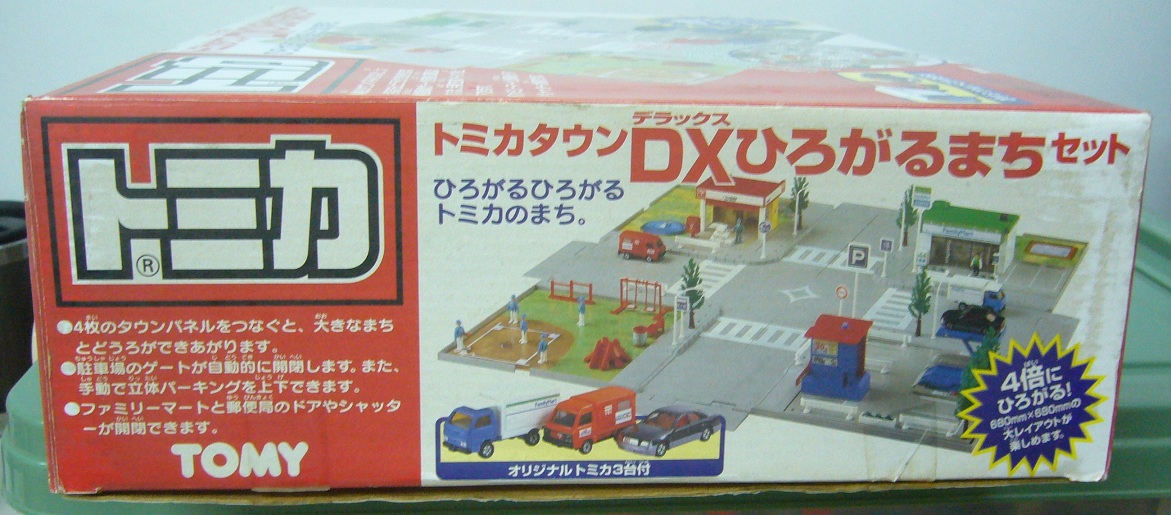 トミカ
®
●4枚のタウンパネルをつなぐと、大きなまち
とどうろができあがります。
●駐車場のゲートが自動的に開閉します。また、
手動で立体パーキングを上下できます。
●ファミリーマートと郵便局のドアやシャッタ
ーが開閉できます。
TOMY
デラックス
トミカタウンDXひろがるまちセット
ひろがるひろがる
トミカのまち。
FamilyMart
P
オリジナルトミカ3台付
4倍に
ひろがる!
680mm×680mmの
大レイアウトが
楽しめます。